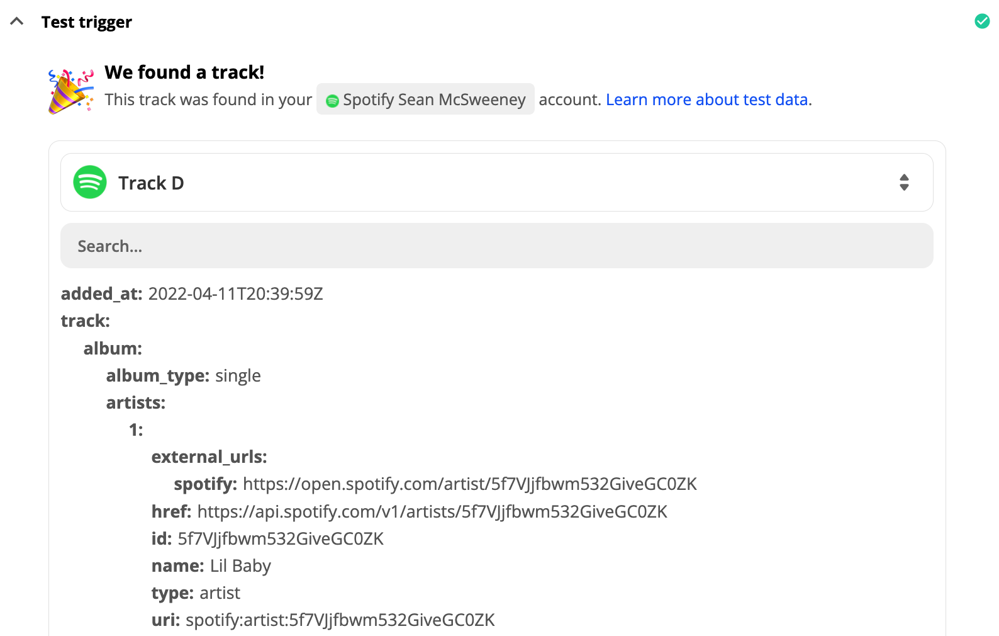 Test trigger
We found a track!
This track was found in your Spotify Sean McSweeney account. Learn more about test data.
Track D
Search...
added_at: 2022-04-11T20:39:59Z
track:
album:
album_type: single
artists:
1:
external_urls:
spotify: https://open.spotify.com/artist/5f7VJjfbwm532GiveGC0ZK
href: https://api.spotify.com/v1/artists/5f7VJjfbwm532GiveGC0ZK
id: 5f7VJjfbwm532GiveGC0ZK
name: Lil Baby
type: artist
uri: spotify:artist:5f7VJjfbwm532GiveGC0ZK